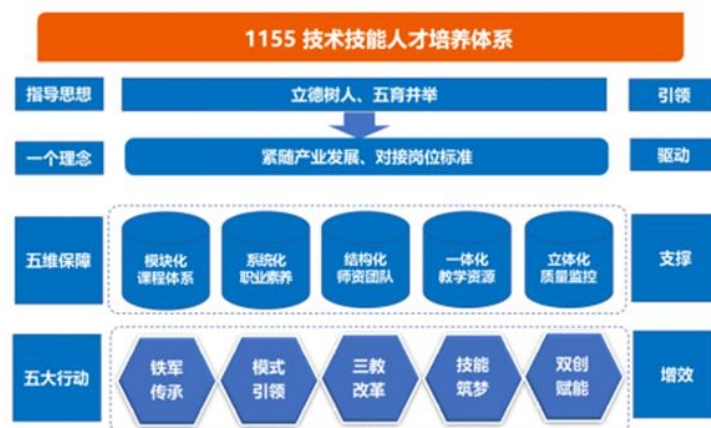 1155 技术技能人才培养体系
指导思想
立德树人、五育并举
引领
一个理念
紧随产业发展、对接岗位标准
驱动
五维保障
模块化
课程体系
系统化
职业素养
结构化
师资团队
一体化
教学资源
立体化
质量监控
支撑
五大行动
铁军
传承
模式
引领
三教
改革
技能
筑梦
双创
赋能
增效